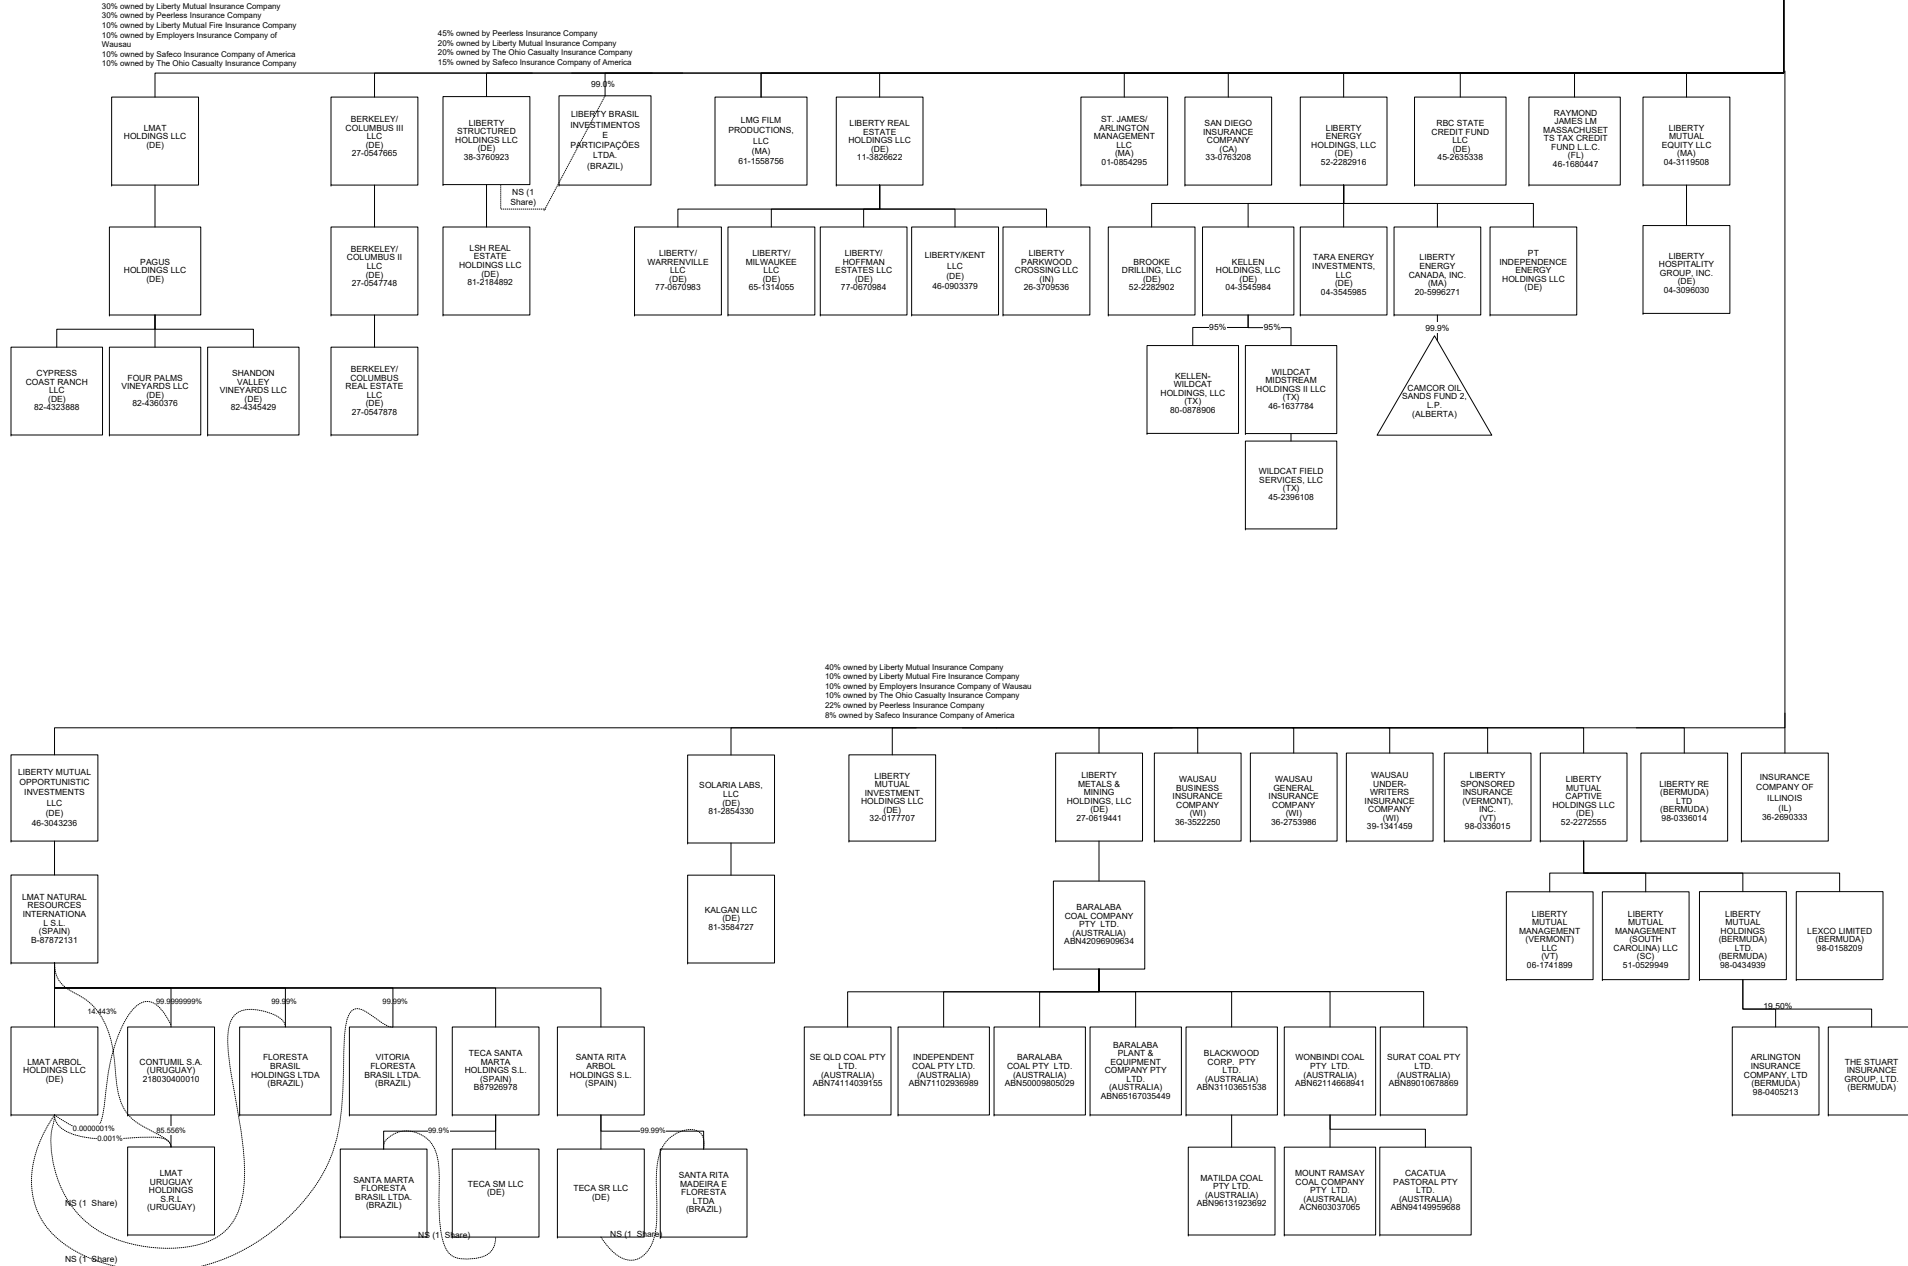 30% owned by Liberty Mutual Insurance Company
30% owned by Peerless Insurance Company
10% owned by Liberty Mutual Fire Insurance Company
10% owned by Employers Insurance Company of
Wausau
10% owned by Safeco Insurance Company of America
10% owned by The Ohio Casualty Insurance Company
45% owned by Peerless Insurance Company
20% owned by Liberty Mutual Insurance Company
20% owned by The Ohio Casualty Insurance Company
15% owned by Safeco Insurance Company of America
LMAT
HOLDINGS LLC
(DE)
BERKELEY/
COLUMBUS III
LLC
(DE)
27-0547665
LIBERTY
STRUCTURED
HOLDINGS LLC
(DE)
38-3760923
99.0%
LIBERTY BRASIL
INVESTIMENTOS
E
PARTICIPAÇÕES
LTDA.
(BRAZIL)
NS (1
Share)
LMG FILM
PRODUCTIONS,
LLC
(MA)
61-1558756
LIBERTY REAL
ESTATE
HOLDINGS LLC
(DE)
11-3826622
ST. JAMES/
ARLINGTON
MANAGEMENT
LLC
(MA)
01-0854295
SAN DIEGO
INSURANCE
COMPANY
(CA)
33-0763208
LIBERTY
ENERGY
HOLDINGS, LLC
(DE)
52-2282916
RBC STATE
CREDIT FUND
LLC
(DE)
45-2635338
RAYMOND
JAMES LM
MASSACHUSET
TS TAX CREDIT
FUND L.L.C.
(FL)
46-1680447
LIBERTY
MUTUAL
EQUITY LLC
(MA)
04-3119508
PAGUS
HOLDINGS LLC
(DE)
BERKELEY/
COLUMBUS II
LLC
(DE)
27-0547748
LSH REAL
ESTATE
HOLDINGS LLC
(DE)
81-2184892
LIBERTY/
WARRENVILLE
LLC
(DE)
77-0670983
LIBERTY/
MILWAUKEE
LLC
(DE)
65-1314055
LIBERTY/
HOFFMAN
ESTATES LLC
(DE)
77-0670984
LIBERTY/KENT
LLC
(DE)
46-0903379
LIBERTY
PARKWOOD
CROSSING LLC
(IN)
26-3709536
BROOKE
DRILLING, LLC
(DE)
52-2282902
KELLEN
HOLDINGS, LLC
(DE)
04-3545984
TARA ENERGY
INVESTMENTS,
LLC
(DE)
04-3545985
LIBERTY
ENERGY
CANADA, INC.
(MA)
20-5996271
PT
INDEPENDENCE
ENERGY
HOLDINGS LLC
(DE)
LIBERTY
HOSPITALITY
GROUP, INC.
(DE)
04-3096030
95%
95%
99.9%
CYPRESS
COAST RANCH
LLC
(DE)
82-4323888
FOUR PALMS
VINEYARDS LLC
(DE)
82-4360376
SHANDON
VALLEY
VINEYARDS LLC
(DE)
82-4345429
BERKELEY/
COLUMBUS
REAL ESTATE
LLC
(DE)
27-0547878
KELLEN-
WILDCAT
HOLDINGS, LLC
(TX)
80-0878906
WILDCAT
MIDSTREAM
HOLDINGS II LLC
(TX)
46-1637784
CAMCOR OIL
SANDS FUND 2,
L.P.
(ALBERTA)
WILDCAT FIELD
SERVICES, LLC
(TX)
45-2396108
40% owned by Liberty Mutual Insurance Company
10% owned by Liberty Mutual Fire Insurance Company
10% owned by Employers Insurance Company of Wausau
10% owned by The Ohio Casualty Insurance Company
22% owned by Peerless Insurance Company
8% owned by Safeco Insurance Company of America
LIBERTY MUTUAL
OPPORTUNISTIC
INVESTMENTS
LLC
(DE)
46-3043236
SOLARIA LABS,
LLC
(DE)
81-2854330
LIBERTY
MUTUAL
INVESTMENT
HOLDINGS LLC
(DE)
32-0177707
LIBERTY
METALS &
MINING
HOLDINGS, LLC
(DE)
27-0619441
WAUSAU
BUSINESS
INSURANCE
COMPANY
(WI)
36-3522250
WAUSAU
GENERAL
INSURANCE
COMPANY
(WI)
36-2753986
WAUSAU
UNDER-
WRITERS
INSURANCE
COMPANY
(WI)
39-1341459
LIBERTY
SPONSORED
INSURANCE
(VERMONT),
INC.
(VT)
98-0336015
LIBERTY
MUTUAL
CAPTIVE
HOLDINGS LLC
(DE)
52-2272555
LIBERTY RE
(BERMUDA)
LTD
(BERMUDA)
98-0336014
INSURANCE
COMPANY OF
ILLINOIS
(IL)
36-2690333
LMAT NATURAL
RESOURCES
INTERNATIONA
L S.L.
(SPAIN)
B-87872131
KALGAN LLC
(DE)
81-3584727
BARALABA
COAL COMPANY
PTY LTD.
(AUSTRALIA)
ABN42096909634
LIBERTY
MUTUAL
MANAGEMENT
(VERMONT)
LLC
(VT)
06-1741899
LIBERTY
MUTUAL
MANAGEMENT
(SOUTH
CAROLINA) LLC
(SC)
51-0529949
LIBERTY
MUTUAL
HOLDINGS
(BERMUDA)
LTD.
(BERMUDA)
98-0434939
LEXCO LIMITED
(BERMUDA)
98-0158209
14.443%
99.9999999%
99.99%
99.99%
19.50%
LMAT ARBOL
HOLDINGS LLC
(DE)
CONTUMIL S.A.
(URUGUAY)
218030400010
FLORESTA
BRASIL
HOLDINGS LTDA
(BRAZIL)
VITORIA
FLORESTA
BRASIL LTDA.
(BRAZIL)
TECA SANTA
MARTA
HOLDINGS S.L.
(SPAIN)
B87926978
SANTA RITA
ARBOL
HOLDINGS S.L.
(SPAIN)
SE QLD COAL PTY
LTD.
(AUSTRALIA)
ABN74114039155
INDEPENDENT
COAL PTY LTD.
(AUSTRALIA)
ABN71102936989
BARALABA
COAL PTY LTD.
(AUSTRALIA)
ABN50009805029
BARALABA
PLANT &
EQUIPMENT
COMPANY PTY
LTD.
(AUSTRALIA)
ABN65167035449
BLACKWOOD
CORP. PTY
LTD.
(AUSTRALIA)
ABN31103651538
WONBINDI COAL
PTY LTD.
(AUSTRALIA)
ABN62114668941
SURAT COAL PTY
LTD.
(AUSTRALIA)
ABN89010678869
ARLINGTON
INSURANCE
COMPANY, LTD
(BERMUDA)
98-0405213
THE STUART
INSURANCE
GROUP, LTD.
(BERMUDA)
0.0000001%
0.001%
85.556%
99.9%
99.99%
LMAT
URUGUAY
HOLDINGS
S.R.L
(URUGUAY)
SANTA MARTA
FLORESTA
BRASIL LTDA.
(BRAZIL)
TECA SM LLC
(DE)
TECA SR LLC
(DE)
SANTA RITA
MADEIRA E
FLORESTA
LTDA
(BRAZIL)
MATILDA COAL
PTY LTD.
(AUSTRALIA)
ABN96131923692
MOUNT RAMSAY
COAL COMPANY
PTY LTD.
(AUSTRALIA)
ACN603037065
CACATUA
PASTORAL PTY
LTD.
(AUSTRALIA)
ABN94149959688
NS (1 Share)
NS (1 Share)
NS (1 Share)
NS (1 Share)